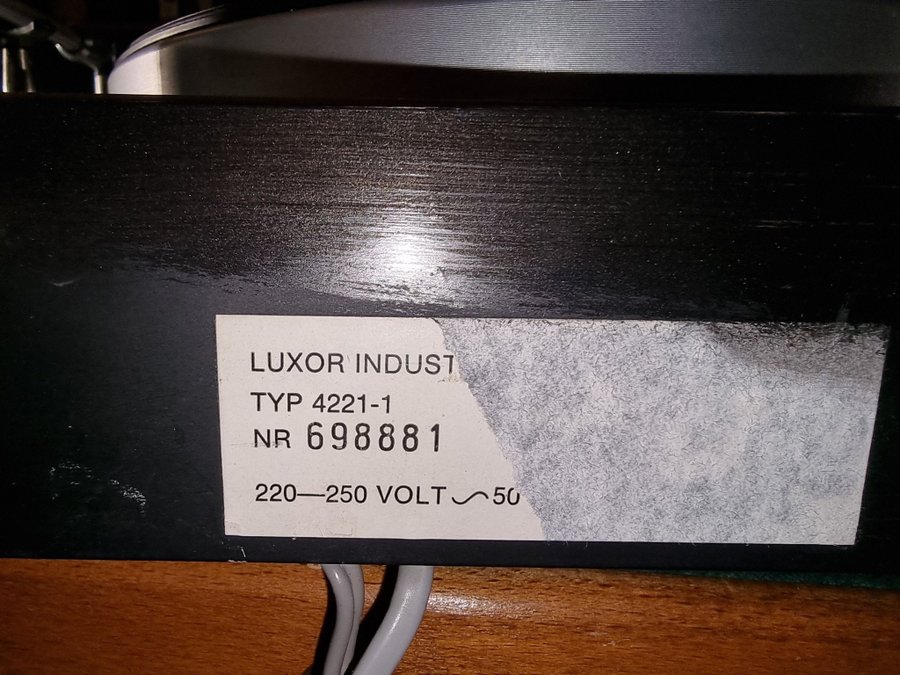 LUXOR INDUST
TYP 4221-1
NR 698881
220—250 VOLT ~ 50